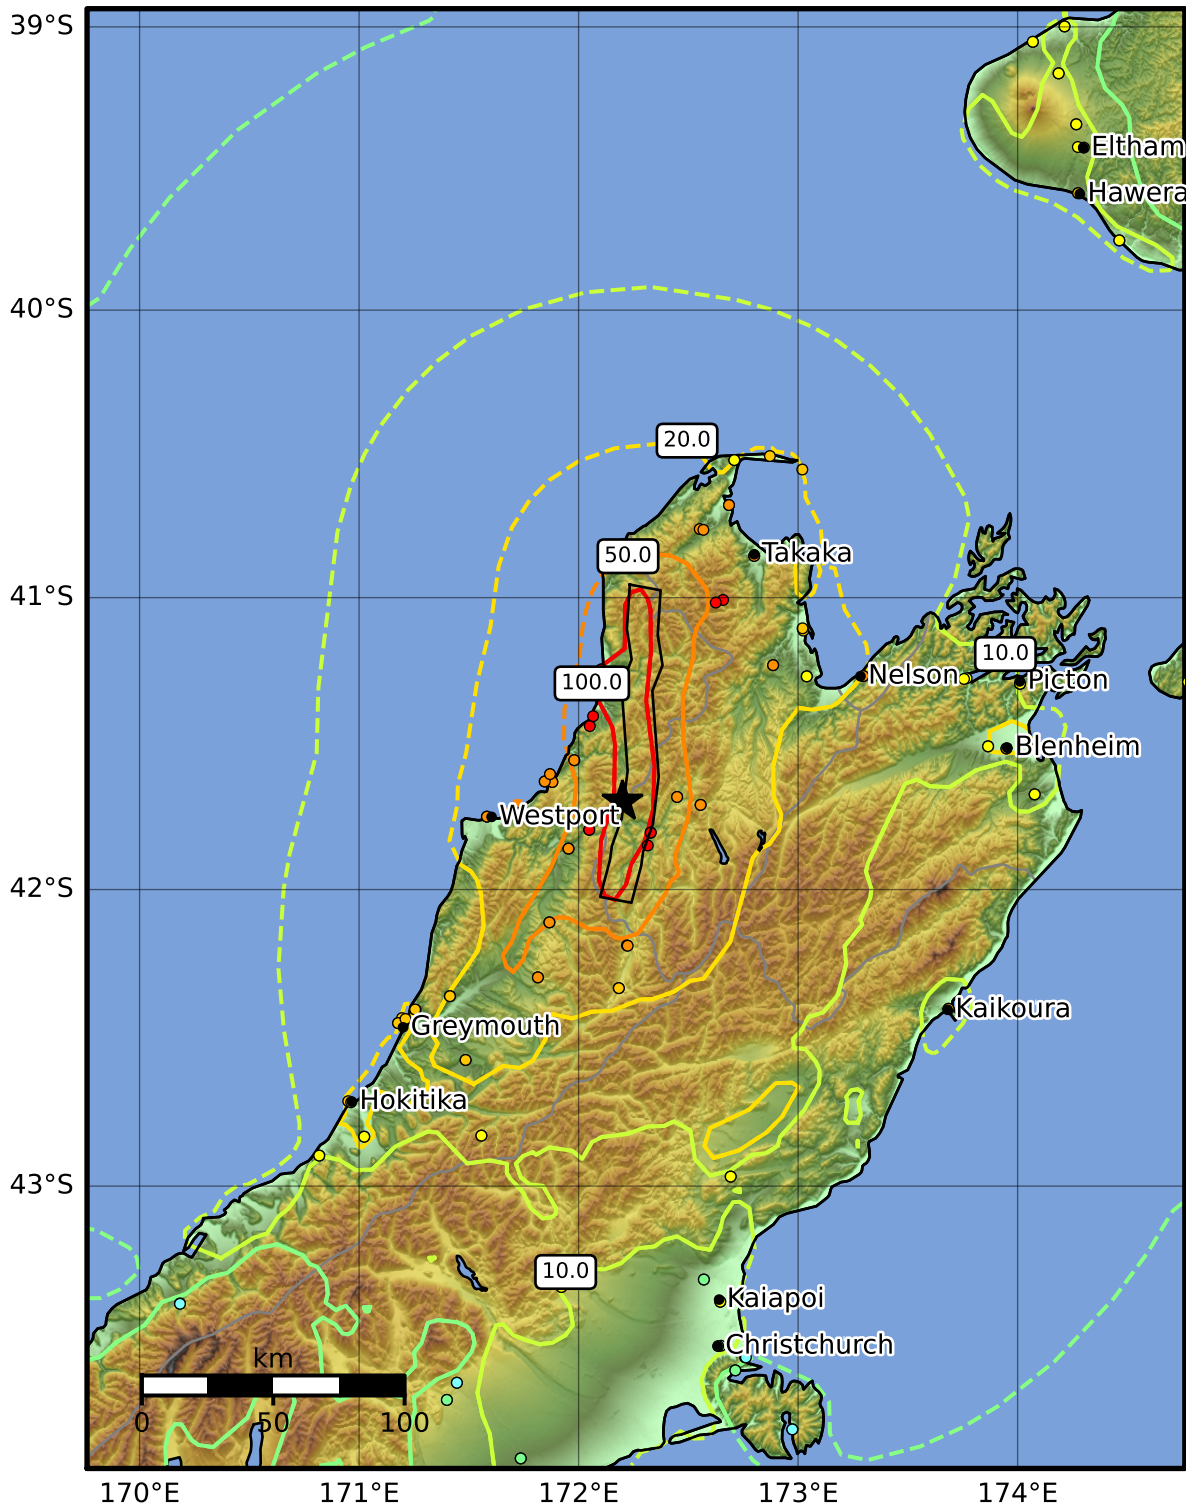 39°S
Eltham
Hawera
40°S
20.0
50.0
Takaka
41°S
10.0
Nelson
Picton
100.0
Blenheim
Westport
42°S
Kaikoura
Greymouth
Hokitika
43°S
10.0
Kaiapoi
Christchurch
km
0 50 100
170°E 171°E 172°E 173°E 174°E